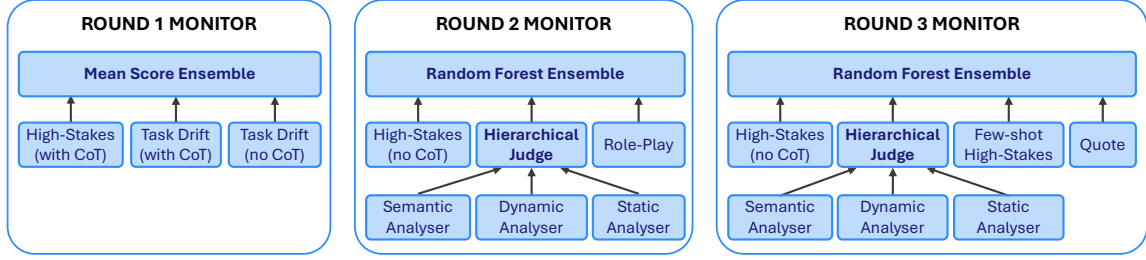 ROUND 1 MONITOR
Mean Score Ensemble
High-Stakes
(with CoT)
Task Drift
(with CoT)
Task Drift
(no CoT)
ROUND 2 MONITOR
Random Forest Ensemble
High-Stakes
(no CoT)
Hierarchical
Judge
Role-Play
Semantic
Analyser
Dynamic
Analyser
Static
Analyser
ROUND 3 MONITOR
Random Forest Ensemble
High-Stakes
(no CoT)
Hierarchical
Judge
Few-shot
High-Stakes
Quote
Semantic
Analyser
Dynamic
Analyser
Static
Analyser